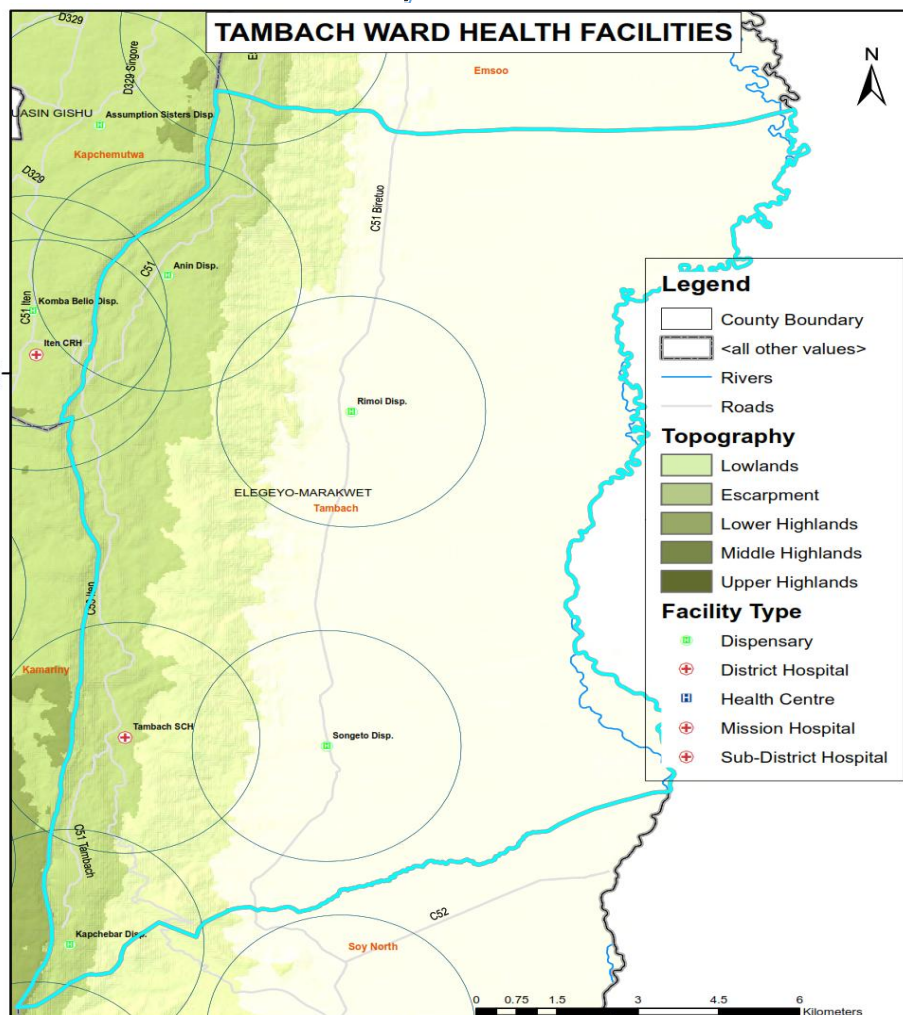 TAMBACH WARD HEALTH FACILITIES
D329
D329 Singore
Emsoo
N
UASIN GISHU
Assumption Sisters Disp.
Kapchemutwa
D329
C51 Biretuo
C51
Anin Disp.
C51 Iten
Komba Belio Disp.
Iten CRH
Rimoi Disp.
ELEGEYO-MARAKWET
Tambach
Kamariny
Tambach SCH
Songeto Disp.
C51 Tambach
Kapchebar Disp.
C52
Soy North
Legend
County Boundary
<all other values>
Rivers
Roads
Topography
Lowlands
Escarpment
Lower Highlands
Middle Highlands
Upper Highlands
Facility Type
Dispensary
District Hospital
Health Centre
Mission Hospital
Sub-District Hospital
0 0.75 1.5 3 4.5 6
Kilometers